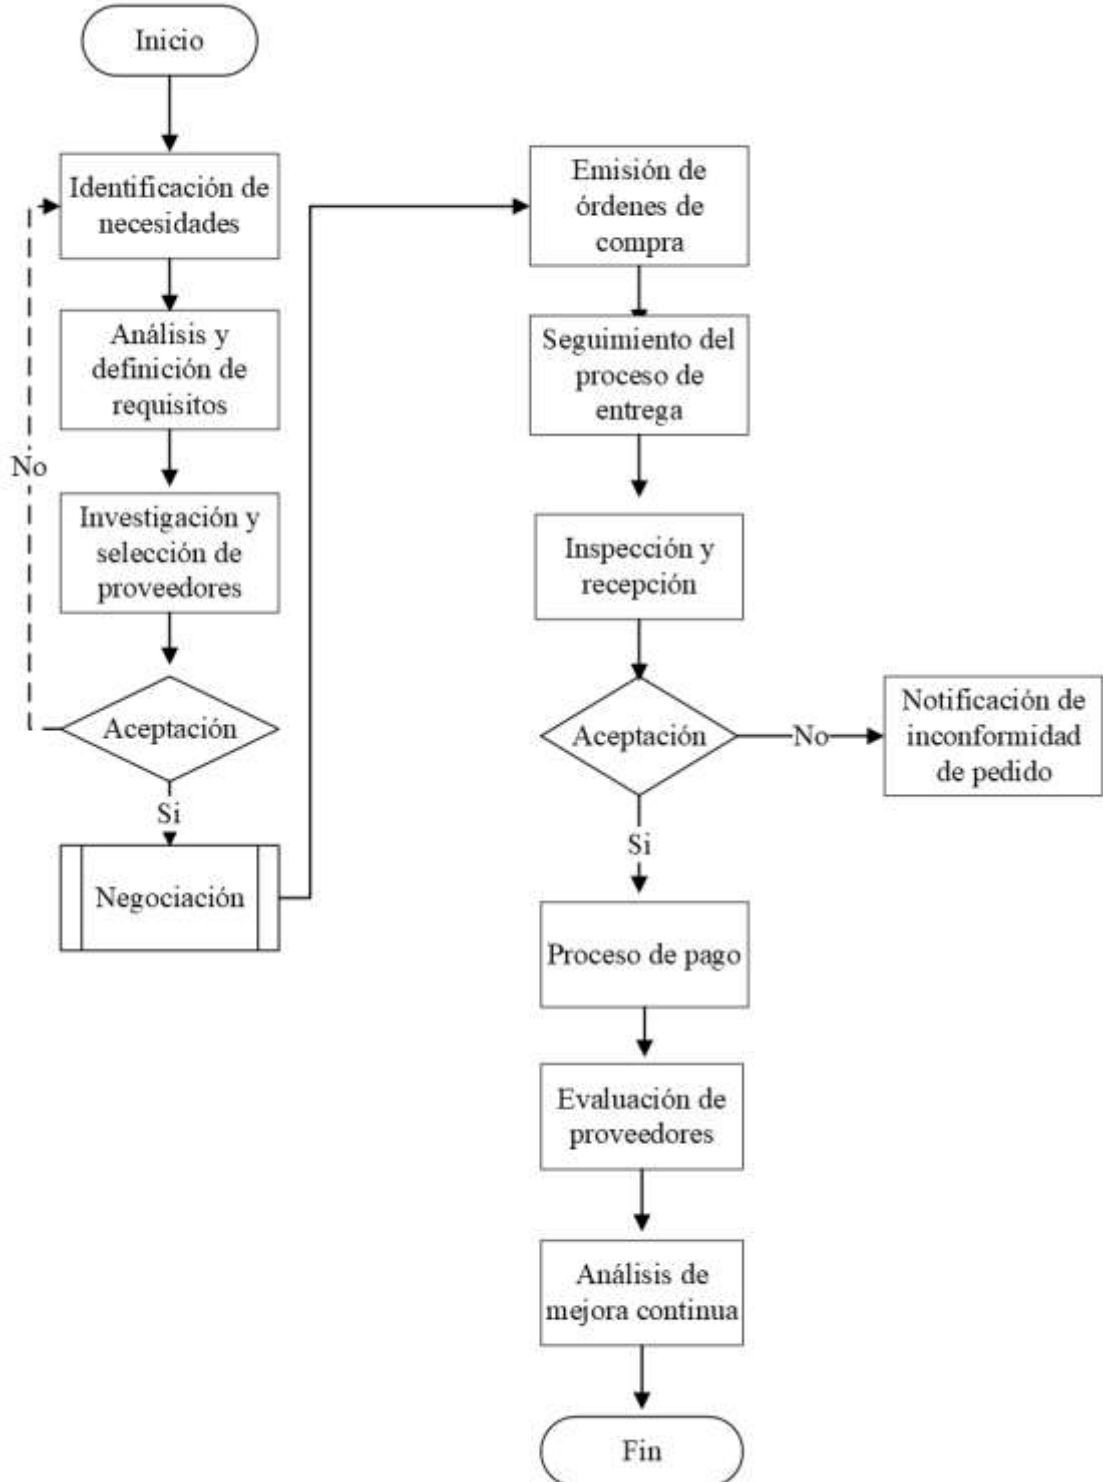 Inicio
Identificación de
necesidades
Análisis y
definición de
requisitos
No
Investigación y
selección de
proveedores
Aceptación
Si
Negociación
Emisión de
órdenes de
compra
Seguimiento del
proceso de
entrega
Inspección y
recepción
Aceptación
No
Notificación de
inconformidad
de pedido
Si
Proceso de pago
Evaluación de
proveedores
Análisis de
mejora continua
Fin